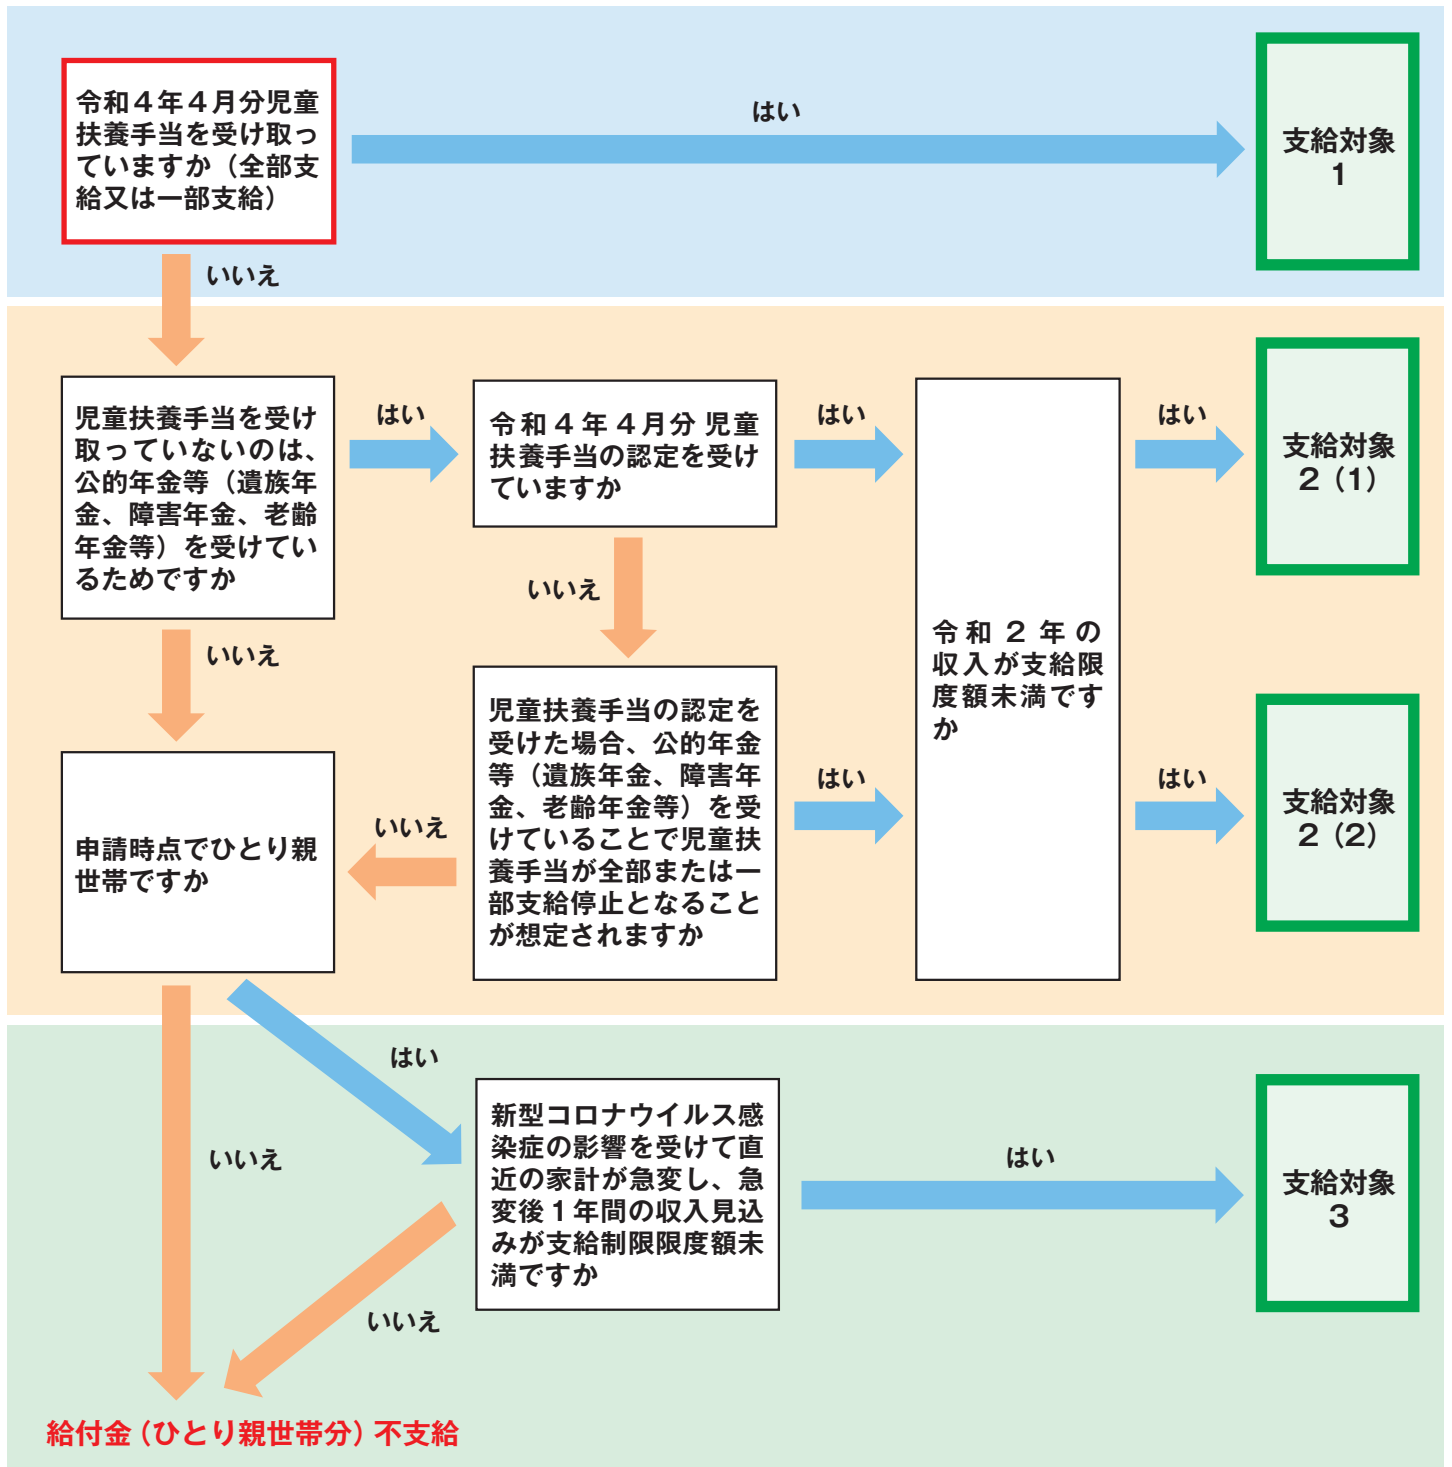 令和４年４月分児童
扶養手当を受け取っ
ていますか（全部支
給又は一部支給）
はい
支給対象
1
いいえ
児童扶養手当を受け
取っていないのは、
公的年金等（遺族年
金、障害年金、老齢
年金等）を受けてい
るためですか
はい
令和４年４月分 児童
扶養手当の認定を受け
ていますか
はい
令和２年の
収入が支給限
度額未満です
か
はい
支給対象
2（1）
いいえ
いいえ
児童扶養手当の認定を
受けた場合、公的年金
等（遺族年金、障害年
金、老齢年金等）を受
けていることで児童扶
養手当が全部または一
部支給停止となること
が想定されますか
はい
はい
支給対象
2（2）
いいえ
申請時点でひとり親
世帯ですか
はい
いいえ
新型コロナウイルス感
染症の影響を受けて直
近の家計が急変し、急
変後１年間の収入見込
みが支給制限限度額未
満ですか
はい
支給対象
3
いいえ
給付金（ひとり親世帯分）不支給